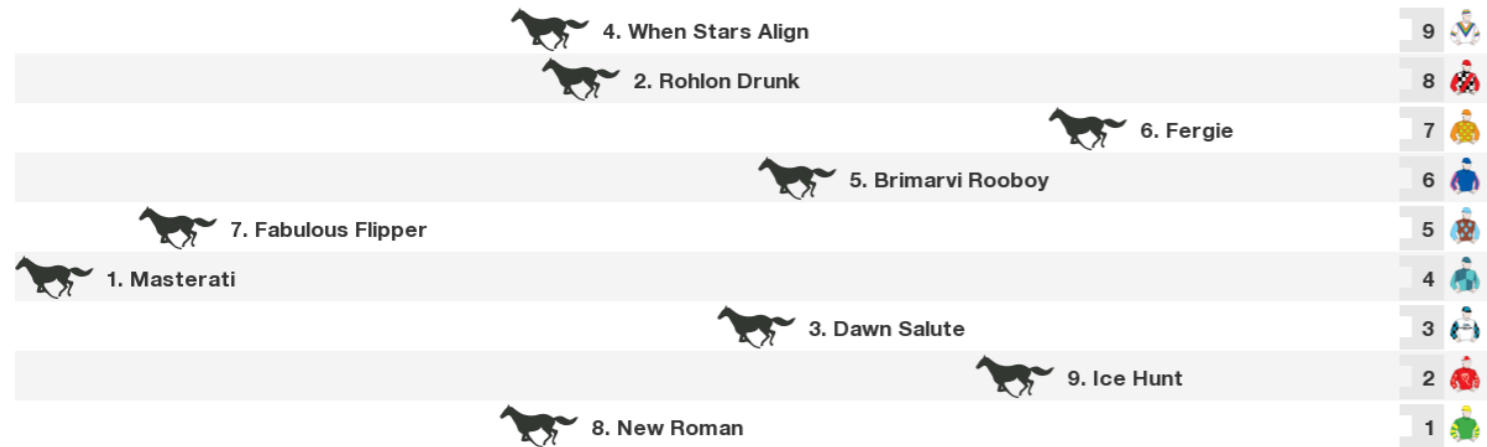 4. When Stars Align 9
2. Rohlon Drunk 8
6. Fergie 7
5. Brimarvi Rooboy 6
7. Fabulous Flipper 5
1. Masterati 4
3. Dawn Salute 3
9. Ice Hunt 2
8. New Roman 1